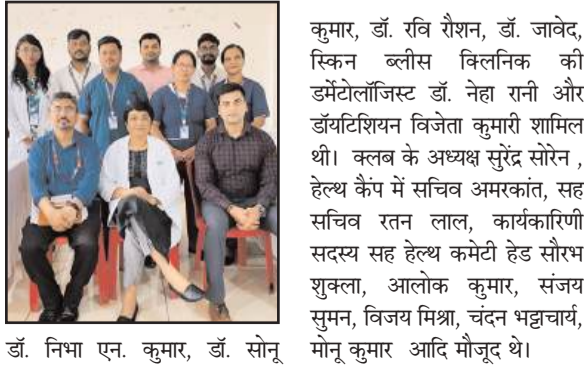 डॉ. निभा एन. कुमार, डॉ. सोनू
कुमार, डॉ. रवि रौशन, डॉ. जावेद,
स्किन ब्लीस क्लिनिक की
डर्मेटोलॉजिस्ट डॉ. नेहा रानी और
डॉयटिशियन विजेता कुमारी शामिल
थी। क्लब के अध्यक्ष सुरेंद्र सोरेन ,
हेल्थ कैंप में सचिव अमरकांत, सह
सचिव रतन लाल, कार्यकारिणी
सदस्य सह हेल्थ कमेटी हेड सौरभ
शुक्ला, आलोक कुमार, संजय
सुमन, विजय मिश्रा, चंदन भट्टाचार्य,
मोनू कुमार आदि मौजूद थे।